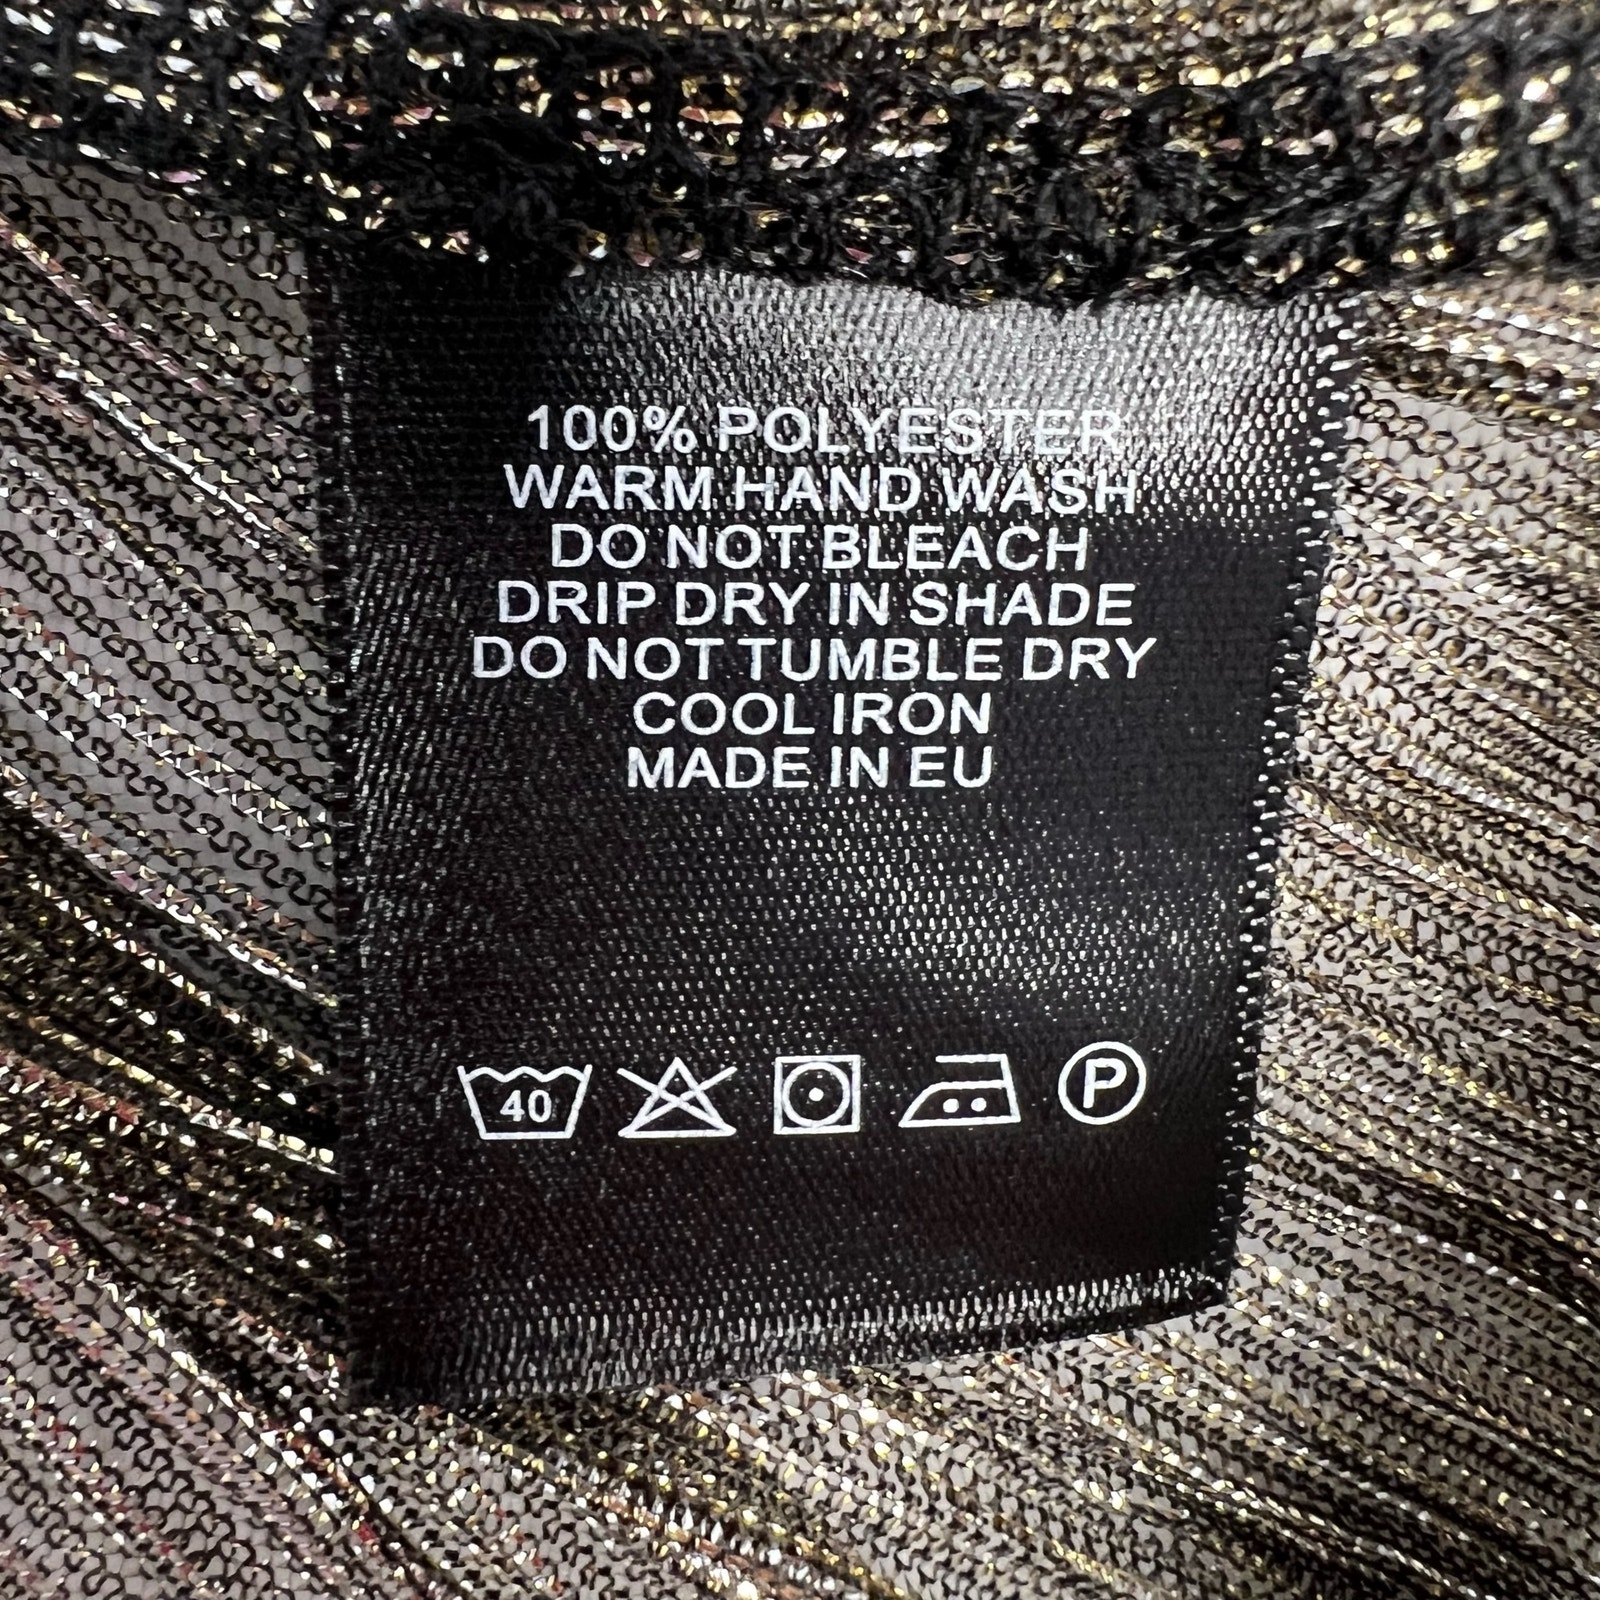 100% POLYESTER
WARM HAND WASH
DO NOT BLEACH
DRIP DRY IN SHADE
DO NOT TUMBLE DRY
COOL IRON
MADE IN EU
40 P